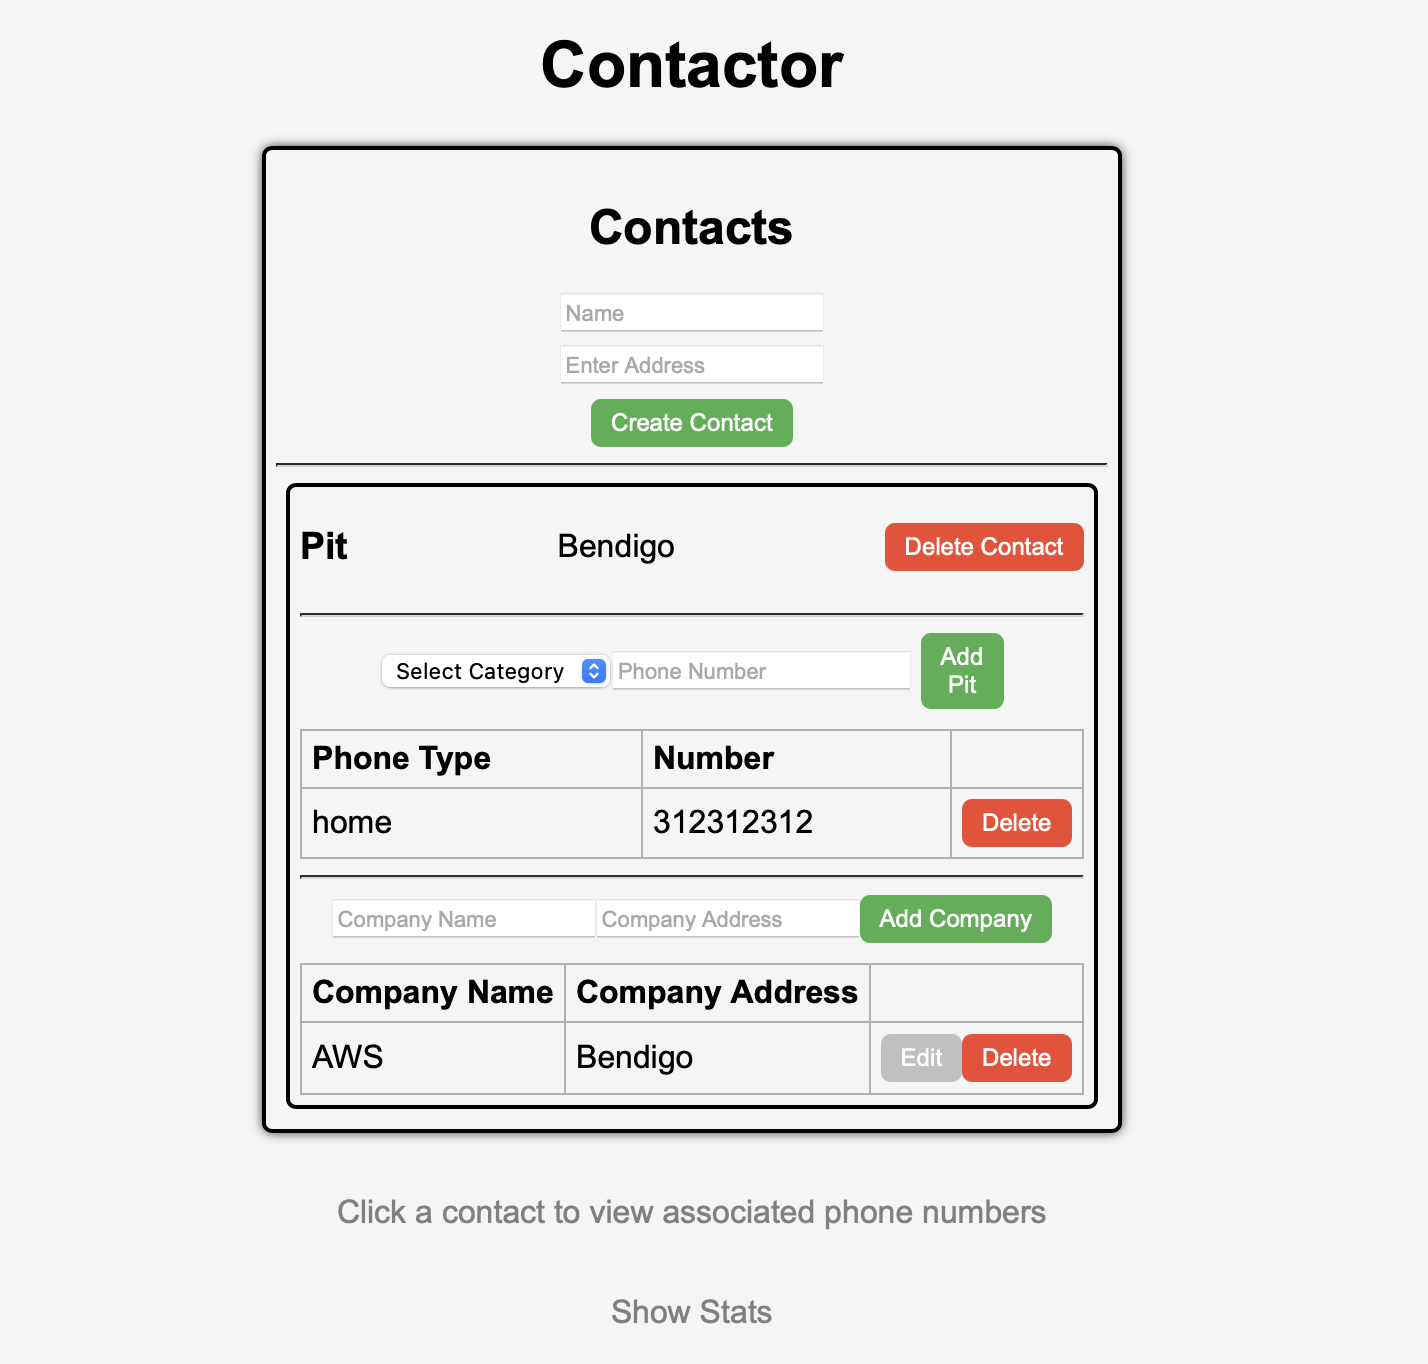 Contactor
Contacts
Name
Enter Address
Create Contact
Pit Bendigo Delete Contact
Select Category Phone Number Add
Pit
Phone Type Number
home 312312312 Delete
Company Name Company Address Add Company
Company Name Company Address
AWS Bendigo Edit Delete
Click a contact to view associated phone numbers
Show Stats